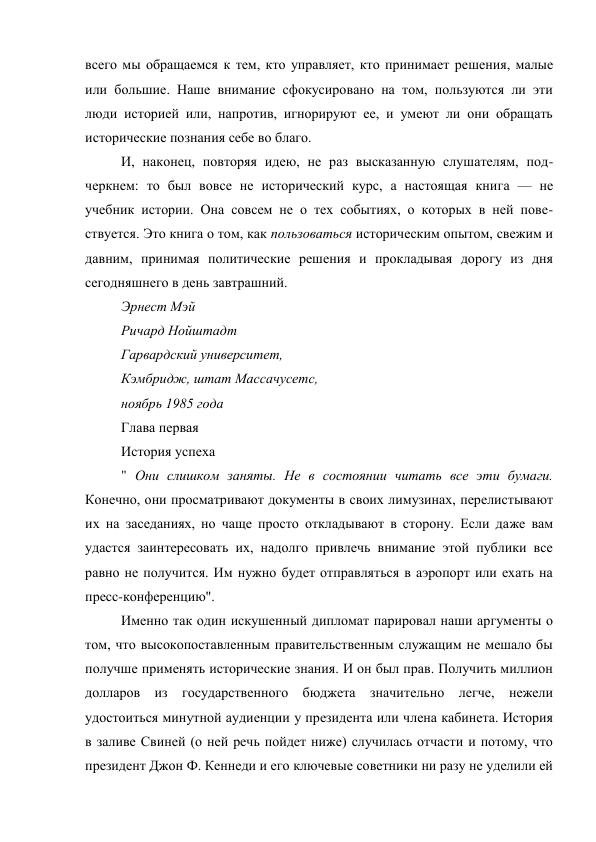 всего мы обращаемся к тем, кто управляет, кто принимает решения, малые
или большие. Наше внимание сфокусировано на том, пользуются ли эти
люди историей или, напротив, игнорируют ее, и умеют ли они обращать
исторические познания себе во благо.
И, наконец, повторяя идею, не раз высказанную слушателям, под-
черкнем: то был вовсе не исторический курс, а настоящая книга — не
учебник истории. Она совсем не о тех событиях, о которых в ней пове-
ствуется. Это книга о том, как пользоваться историческим опытом, свежим и
давним, принимая политические решения и прокладывая дорогу из дня
сегодняшнего в день завтрашний.
Эрнест Мэй
Ричард Нойштадт
Гарвардский университет,
Кэмбридж, штат Массачусетс,
ноябрь 1985 года
Глава первая
История успеха
" Они слишком заняты. Не в состоянии читать все эти бумаги.
Конечно, они просматривают документы в своих лимузинах, перелистывают
их на заседаниях, но чаще просто откладывают в сторону. Если даже вам
удастся заинтересовать их, надолго привлечь внимание этой публики все
равно не получится. Им нужно будет отправляться в аэропорт или ехать на
пресс-конференцию".
Именно так один искушенный дипломат парировал наши аргументы о
том, что высокопоставленным правительственным служащим не мешало бы
получше применять исторические знания. И он был прав. Получить миллион
долларов из государственного бюджета значительно легче, нежели
удостоиться минутной аудиенции у президента или члена кабинета. История
в заливе Свиней (о ней речь пойдет ниже) случилась отчасти и потому, что
президент Джон Ф. Кеннеди и его ключевые советники ни разу не уделили ей